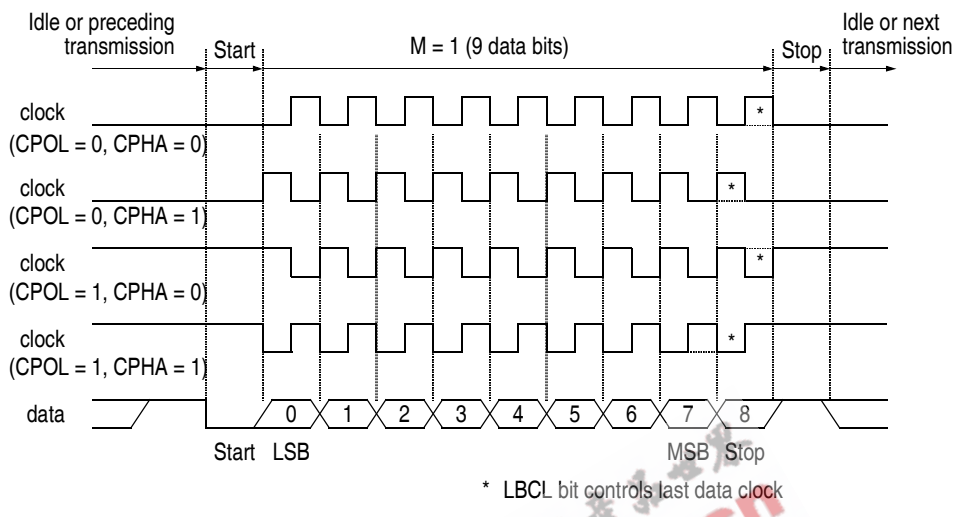 Idle or preceding
transmission
Start
M = 1 (9 data bits)
Stop
Idle or next
transmission
clock
(CPOL = 0, CPHA = 0)
*
clock
(CPOL = 0, CPHA = 1)
*
clock
(CPOL = 1, CPHA = 0)
*
clock
(CPOL = 1, CPHA = 1)
*
data
0 1 2 3 4 5 6 7 8
Start LSB MSB Stop
* LBCL bit controls last data clock